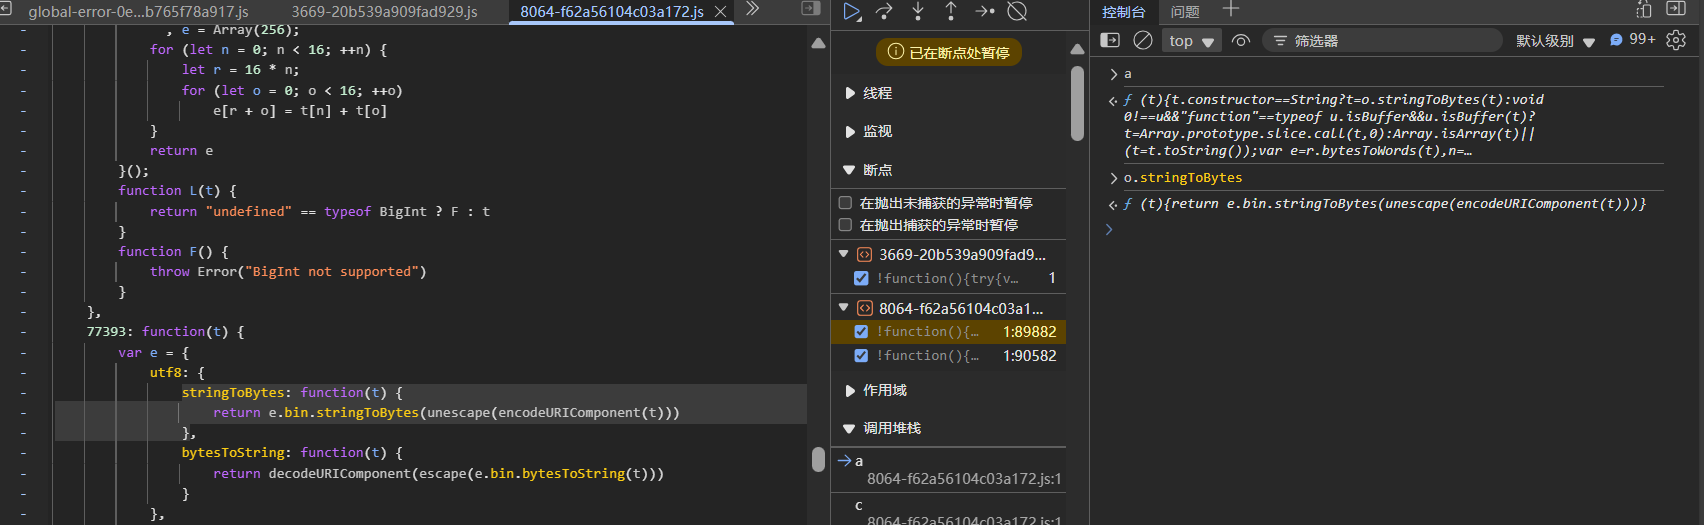 global-error-0e...b765f78a917.js 3669-20b539a909fad929.js 8064-f62a56104c03a172.js
, e = Array(256);
for (let n = 0; n < 16; ++n) {
let r = 16 * n;
for (let o = 0; o < 16; ++o)
e[r + o] = t[n] + t[o]
}
return e
}();
function L(t) {
return "undefined" == typeof BigInt ? F : t
}
function F() {
throw Error("BigInt not supported")
}
},
77393: function(t) {
var e = {
utf8: {
stringToBytes: function(t) {
return e.bin.stringToBytes(unescape(encodeURIComponent(t)))
},
bytesToString: function(t) {
return decodeURIComponent(escape(e.bin.bytesToString(t)))
}
},
已在断点处暂停
线程
监视
断点
在抛出未捕获的异常时暂停
在抛出捕获的异常时暂停
3669-20b539a909fad9...
!function(){try{v… 1
8064-f62a56104c03a1...
!function(){… 1:89882
!function(){… 1:90582
作用域
调用堆栈
a
8064-f62a56104c03a172.js:1
c
8064-f62a56104c03a172.js:1
控制台 问题
top 筛选器 默认级别 99+
a
ƒ (t){t.constructor==String?t=o.stringToBytes(t):void
0!==u&&"function"==typeof u.isBuffer&&u.isBuffer(t)?
t=Array.prototype.slice.call(t,0):Array.isArray(t)||
(t=t.toString());var e=r.bytesToWords(t),n=…
o.stringToBytes
ƒ (t){return e.bin.stringToBytes(unescape(encodeURIComponent(t)))}